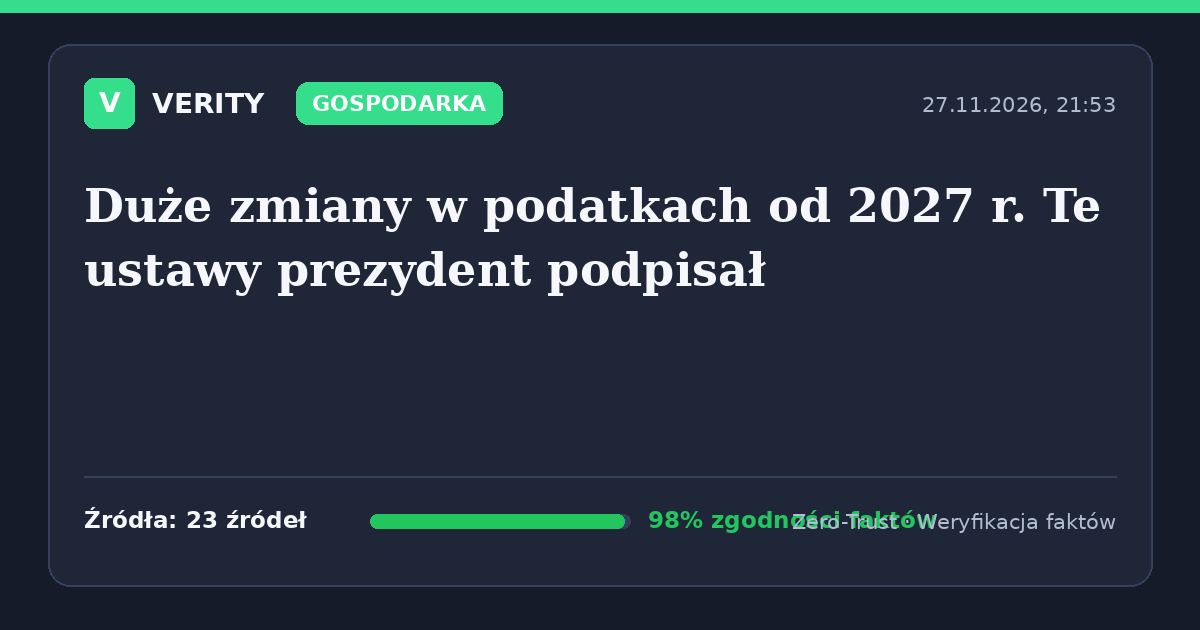 V VERITY GOSPODARKA 27.11.2026, 21:53
Duże zmiany w podatkach od 2027 r. Te
ustawy prezydent podpisał
Źródła: 23 źródeł 98% zgodności faktów Zero-Trust · Weryfikacja faktów